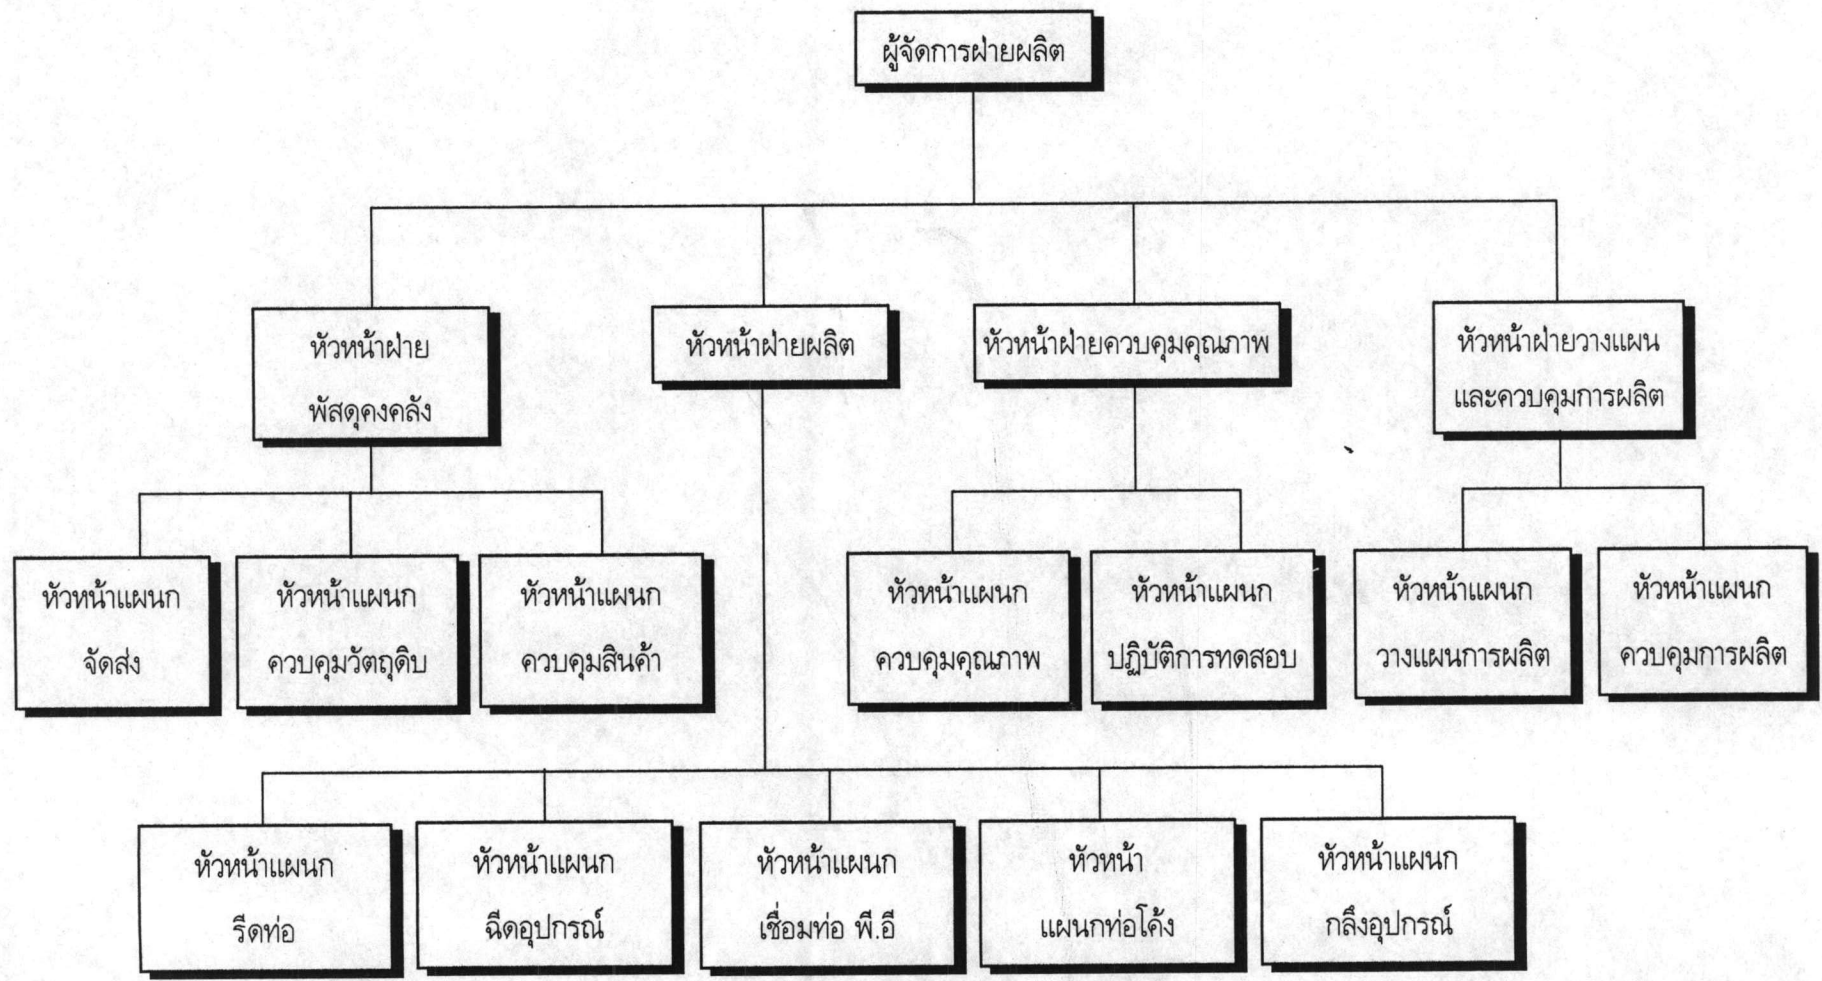 ผู้จัดการฝ่ายผลิต
หัวหน้าฝ่าย
พัสดุคงคลัง
หัวหน้าฝ่ายผลิต
หัวหน้าฝ่ายควบคุมคุณภาพ
หัวหน้าฝ่ายวางแผน
และควบคุมการผลิต
หัวหน้าแผนก
จัดส่ง
หัวหน้าแผนก
ควบคุมวัตถุดิบ
หัวหน้าแผนก
ควบคุมสินค้า
หัวหน้าแผนก
ควบคุมคุณภาพ
หัวหน้าแผนก
ปฏิบัติการทดสอบ
หัวหน้าแผนก
วางแผนการผลิต
หัวหน้าแผนก
ควบคุมการผลิต
หัวหน้าแผนก
รีดท่อ
หัวหน้าแผนก
ฉีดอุปกรณ์
หัวหน้าแผนก
เชื่อมท่อ พี.อี
หัวหน้า
แผนกท่อโค้ง
หัวหน้าแผนก
กลึงอุปกรณ์